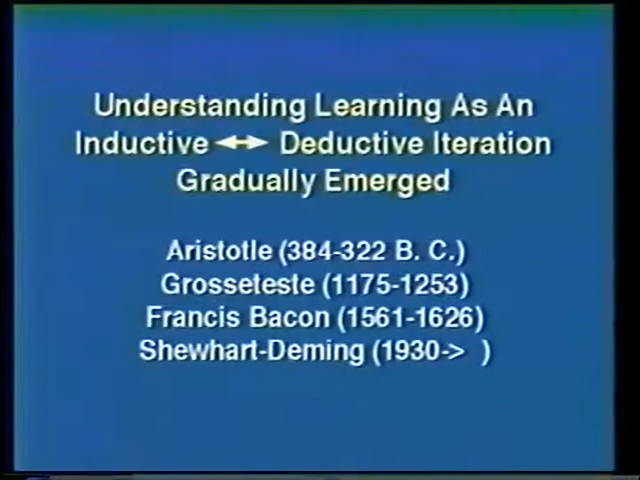 Understanding Learning As An
Inductive ↔ Deductive Iteration
Gradually Emerged
Aristotle (384-322 B. C.)
Grosseteste (1175-1253)
Francis Bacon (1561-1626)
Shewhart-Deming (1930-> )